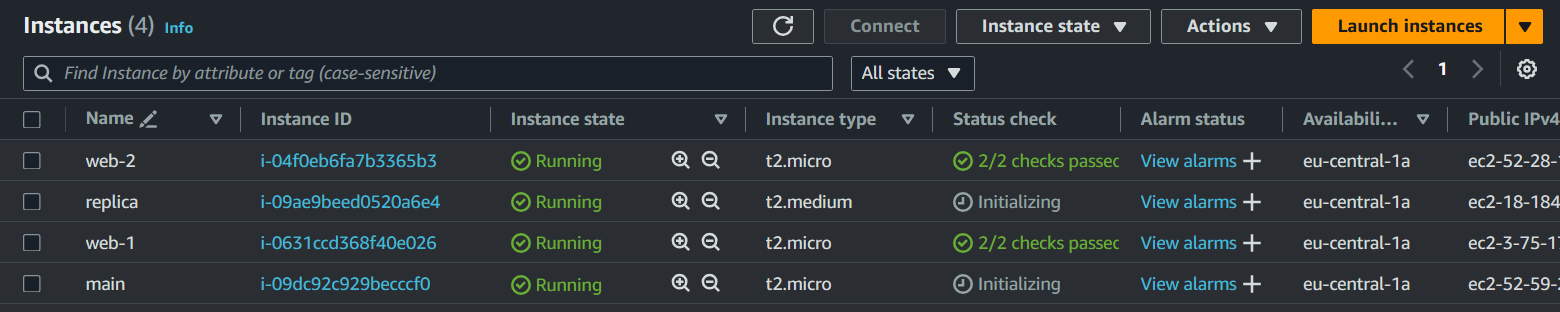 Instances (4) Info Connect Instance state Actions Launch instances
Find Instance by attribute or tag (case-sensitive) All states 1
Name Instance ID Instance state Instance type Status check Alarm status Availabili... Public IPv4
web-2 i-04f0eb6fa7b3365b3 Running t2.micro 2/2 checks passec View alarms + eu-central-1a ec2-52-28-
replica i-09ae9beed0520a6e4 Running t2.medium Initializing View alarms + eu-central-1a ec2-18-184
web-1 i-0631ccd368f40e026 Running t2.micro 2/2 checks passec View alarms + eu-central-1a ec2-3-75-1
main i-09dc92c929becccf0 Running t2.micro Initializing View alarms + eu-central-1a ec2-52-59-